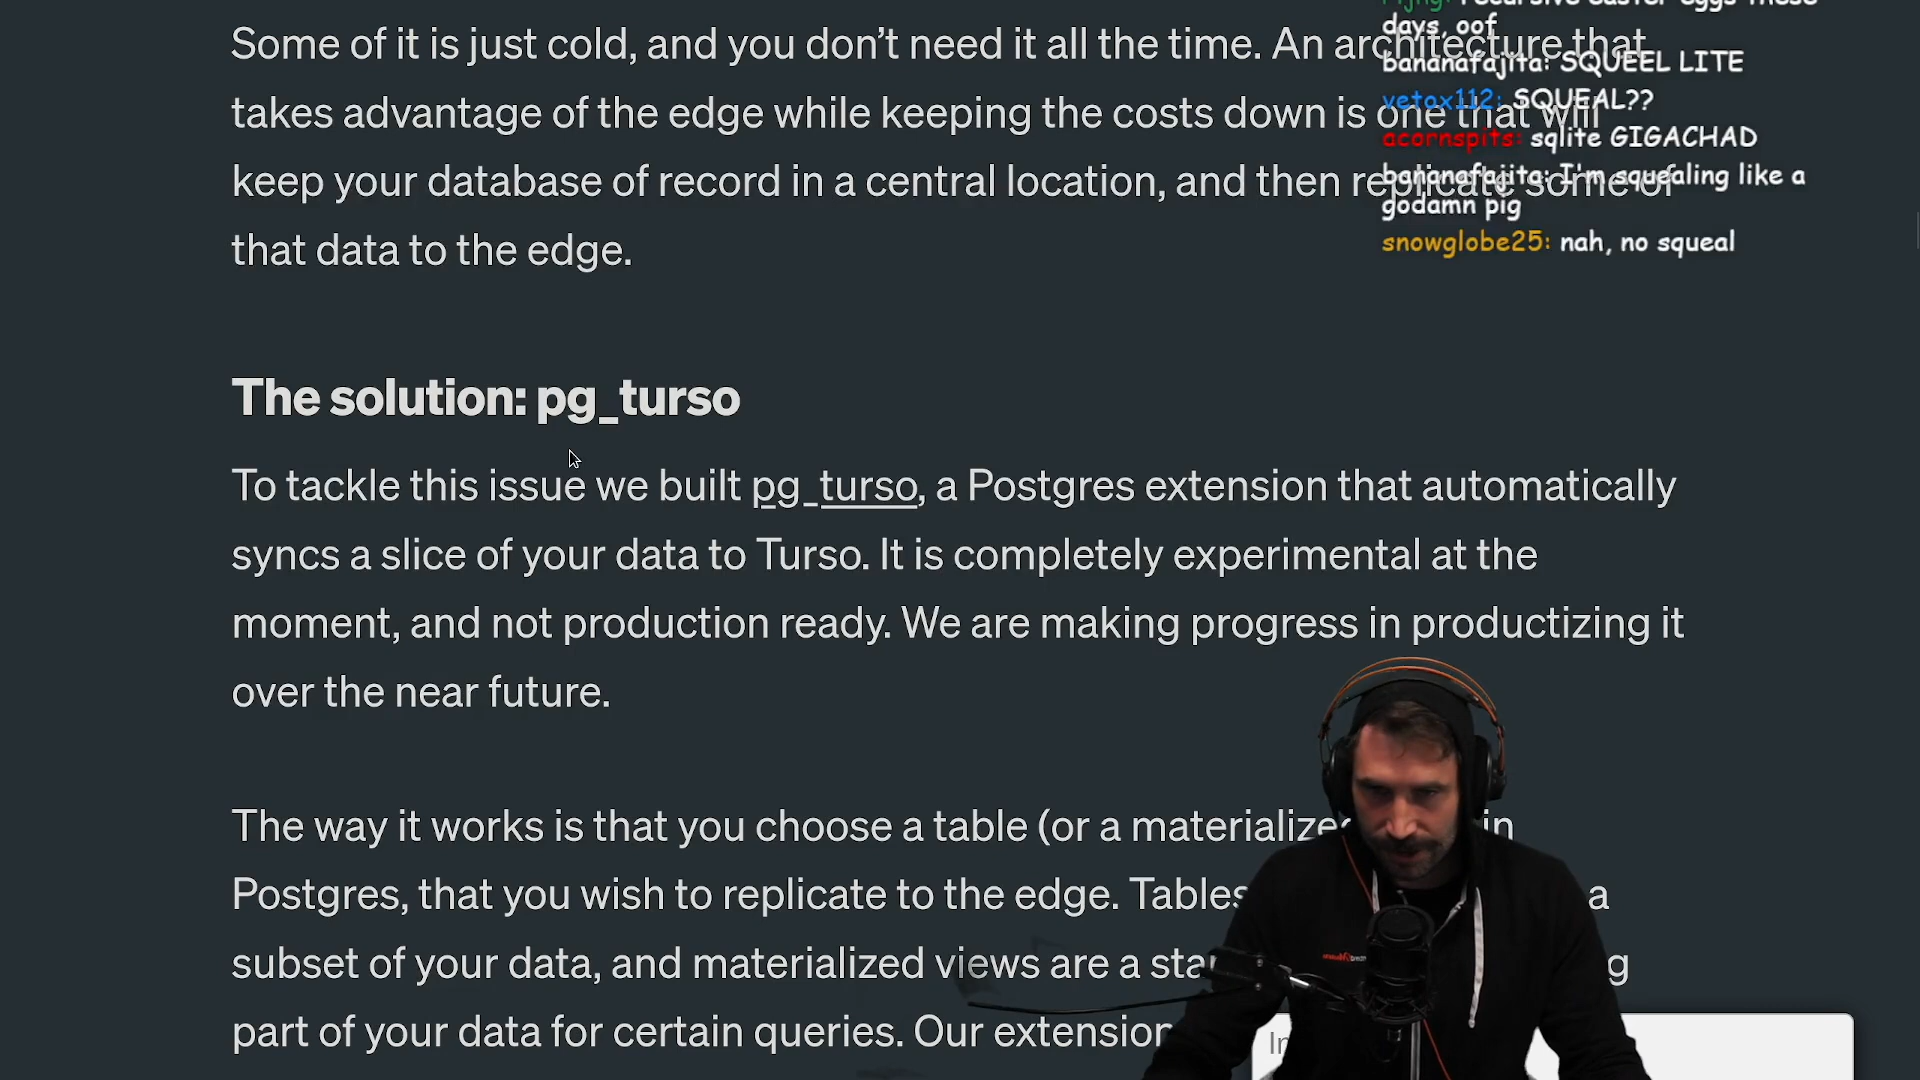 Some of it is just cold, and you don't need it all the time. An architecture that
takes advantage of the edge while keeping the costs down is one that will
keep your database of record in a central location, and then replicate some of
that data to the edge.
The solution: pg_turso
To tackle this issue we built pg_turso, a Postgres extension that automatically
syncs a slice of your data to Turso. It is completely experimental at the
moment, and not production ready. We are making progress in productizing it
over the near future.
The way it works is that you choose a table (or a materialized in
Postgres, that you wish to replicate to the edge. Tables a
subset of your data, and materialized views are a
part of your data for certain queries. Our extension
recursive easter eggs these
days, oof
bananafajita: SQUEEL LITE
vetox112: SQUEAL??
acornspits: sqlite GIGACHAD
bananafajita: I'm squealing like a
godamn pig
snowglobe25: nah, no squeal